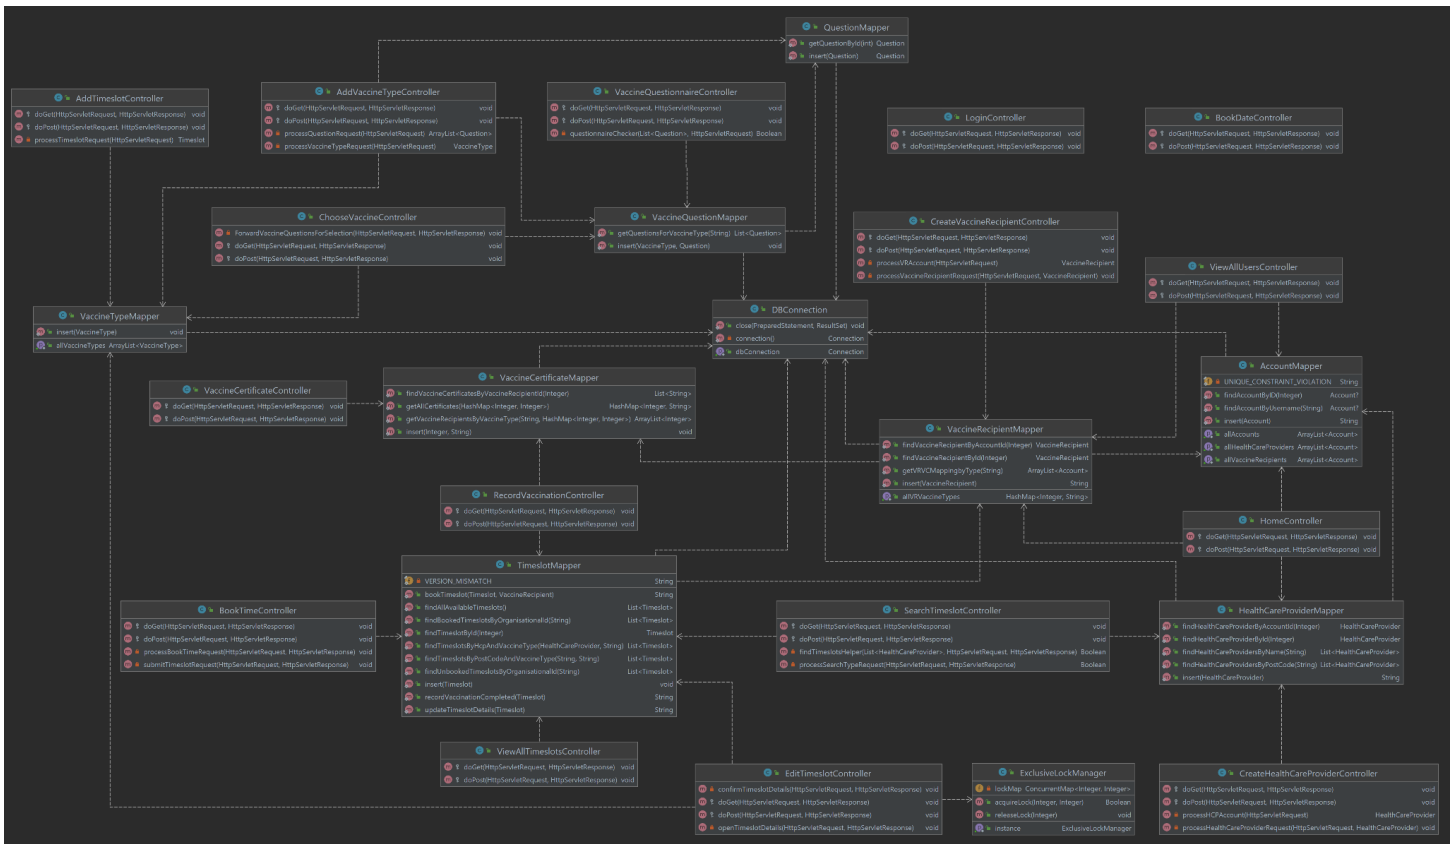 QuestionMapper
getQuestionById(int) Question
insert(Question) Question
AddTimeslotController
doGet(HttpServletRequest, HttpServletResponse) void
doPost(HttpServletRequest, HttpServletResponse) void
processTimeslotRequest(HttpServletRequest) Timeslot
AddVaccineTypeController
doGet(HttpServletRequest, HttpServletResponse) void
doPost(HttpServletRequest, HttpServletResponse) void
processQuestionRequest(HttpServletRequest) ArrayList<Question>
processVaccineTypeRequest(HttpServletRequest) VaccineType
VaccineQuestionnaireController
doGet(HttpServletRequest, HttpServletResponse) void
doPost(HttpServletRequest, HttpServletResponse) void
questionnaireChecker(List<Question>, HttpServletRequest) Boolean
LoginController
doGet(HttpServletRequest, HttpServletResponse) void
doPost(HttpServletRequest, HttpServletResponse) void
BookDateController
doGet(HttpServletRequest, HttpServletResponse) void
doPost(HttpServletRequest, HttpServletResponse) void
ChooseVaccineController
ForwardVaccineQuestionsForSelection(HttpServletRequest, HttpServletResponse) void
doGet(HttpServletRequest, HttpServletResponse) void
doPost(HttpServletRequest, HttpServletResponse) void
VaccineQuestionMapper
getQuestionsForVaccineType(String) List<Question>
insert(VaccineType, Question) void
CreateVaccineRecipientController
doGet(HttpServletRequest, HttpServletResponse) void
doPost(HttpServletRequest, HttpServletResponse) void
processVRAccount(HttpServletRequest) VaccineRecipient
processVaccineRecipientRequest(HttpServletRequest, VaccineRecipient) void
ViewAllUsersController
doGet(HttpServletRequest, HttpServletResponse) void
doPost(HttpServletRequest, HttpServletResponse) void
VaccineTypeMapper
insert(VaccineType) void
allVaccineTypes ArrayList<VaccineType>
DBConnection
close(PreparedStatement, ResultSet) void
connection() Connection
dbConnection Connection
AccountMapper
UNIQUE_CONSTRAINT_VIOLATION String
findAccountByID(Integer) Account?
findAccountByUsername(String) Account?
insert(Account) String
allAccounts ArrayList<Account>
allHealthCareProviders ArrayList<Account>
allVaccineRecipients ArrayList<Account>
VaccineCertificateController
doGet(HttpServletRequest, HttpServletResponse) void
doPost(HttpServletRequest, HttpServletResponse) void
VaccineCertificateMapper
findVaccineCertificatesByVaccineRecipientId(Integer) List<String>
getAllCertificates(HashMap<Integer, Integer>) HashMap<Integer, String>
getVaccineRecipientsByVaccineType(String, HashMap<Integer, Integer>) ArrayList<Integer>
insert(Integer, String) void
VaccineRecipientMapper
findVaccineRecipientByAccountId(Integer) VaccineRecipient
findVaccineRecipientById(Integer) VaccineRecipient
getVRVCMappingbyType(String) ArrayList<Account>
insert(VaccineRecipient) String
allVRVaccineTypes HashMap<Integer, String>
RecordVaccinationController
doGet(HttpServletRequest, HttpServletResponse) void
doPost(HttpServletRequest, HttpServletResponse) void
HomeController
doGet(HttpServletRequest, HttpServletResponse) void
doPost(HttpServletRequest, HttpServletResponse) void
TimeslotMapper
VERSION_MISMATCH String
bookTimeslot(Timeslot, VaccineRecipient) String
findAllAvailableTimeslots() List<Timeslot>
findBookedTimeslotsByOrganisationalId(String) List<Timeslot>
findTimeslotById(Integer) Timeslot
findTimeslotsByHcpAndVaccineType(HealthCareProvider, String) List<Timeslot>
findTimeslotsByPostCodeAndVaccineType(String, String) List<Timeslot>
findUnbookedTimeslotsByOrganisationalId(String) List<Timeslot>
insert(Timeslot) void
recordVaccinationCompleted(Timeslot) String
updateTimeslotDetails(Timeslot) String
BookTimeController
doGet(HttpServletRequest, HttpServletResponse) void
doPost(HttpServletRequest, HttpServletResponse) void
processBookTimeRequest(HttpServletRequest, HttpServletResponse) void
submitTimeslotRequest(HttpServletRequest, HttpServletResponse) void
SearchTimeslotController
doGet(HttpServletRequest, HttpServletResponse) void
doPost(HttpServletRequest, HttpServletResponse) void
findTimeslotsHelper(List<HealthCareProvider>, HttpServletRequest, HttpServletResponse) Boolean
processSearchTypeRequest(HttpServletRequest, HttpServletResponse) Boolean
HealthCareProviderMapper
findHealthCareProviderByAccountId(Integer) HealthCareProvider
findHealthCareProviderById(Integer) HealthCareProvider
findHealthCareProvidersByName(String) List<HealthCareProvider>
findHealthCareProvidersByPostCode(String) List<HealthCareProvider>
insert(HealthCareProvider) String
ViewAllTimeslotsController
doGet(HttpServletRequest, HttpServletResponse) void
doPost(HttpServletRequest, HttpServletResponse) void
EditTimeslotController
confirmTimeslotDetails(HttpServletRequest, HttpServletResponse) void
doGet(HttpServletRequest, HttpServletResponse) void
doPost(HttpServletRequest, HttpServletResponse) void
openTimeslotDetails(HttpServletRequest, HttpServletResponse) void
ExclusiveLockManager
lockMap ConcurrentMap<Integer, Integer>
acquireLock(Integer, Integer) Boolean
releaseLock(Integer) void
instance ExclusiveLockManager
CreateHealthCareProviderController
doGet(HttpServletRequest, HttpServletResponse) void
doPost(HttpServletRequest, HttpServletResponse) void
processHCPAccount(HttpServletRequest) HealthCareProvider
processHealthCareProviderRequest(HttpServletRequest, HealthCareProvider) void